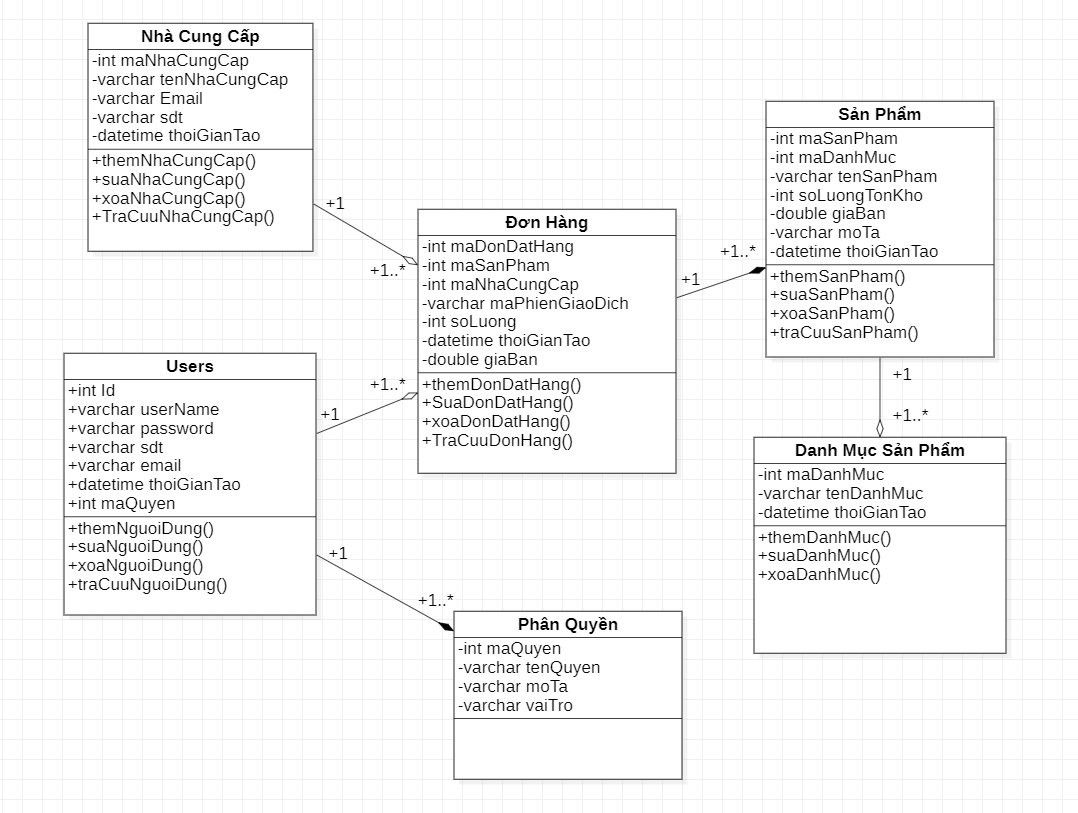 Nhà Cung Cấp
-int maNhaCungCap
-varchar tenNhaCungCap
-varchar Email
-varchar sdt
-datetime thoiGianTao
+themNhaCungCap()
+suaNhaCungCap()
+xoaNhaCungCap()
+TraCuuNhaCungCap()
+1
+1..*
Đơn Hàng
-int maDonDatHang
-int maSanPham
-int maNhaCungCap
-varchar maPhienGiaoDich
-int soLuong
-datetime thoiGianTao
-double giaBan
+themDonDatHang()
+SuaDonDatHang()
+xoaDonDatHang()
+TraCuuDonHang()
+1
+1..*
Sản Phẩm
-int maSanPham
-int maDanhMuc
-varchar tenSanPham
-int soLuongTonKho
-double giaBan
-varchar moTa
-datetime thoiGianTao
+themSanPham()
+suaSanPham()
+xoaSanPham()
+traCuuSanPham()
+1
+1..*
Users
+int Id
+varchar userName
+varchar password
+varchar sdt
+varchar email
+datetime thoiGianTao
+int maQuyen
+themNguoiDung()
+suaNguoiDung()
+xoaNguoiDung()
+traCuuNguoiDung()
+1
+1..*
+1
+1..*
Phân Quyền
-int maQuyen
-varchar tenQuyen
-varchar moTa
-varchar vaiTro
Danh Mục Sản Phẩm
-int maDanhMuc
-varchar tenDanhMuc
-datetime thoiGianTao
+themDanhMuc()
+suaDanhMuc()
+xoaDanhMuc()